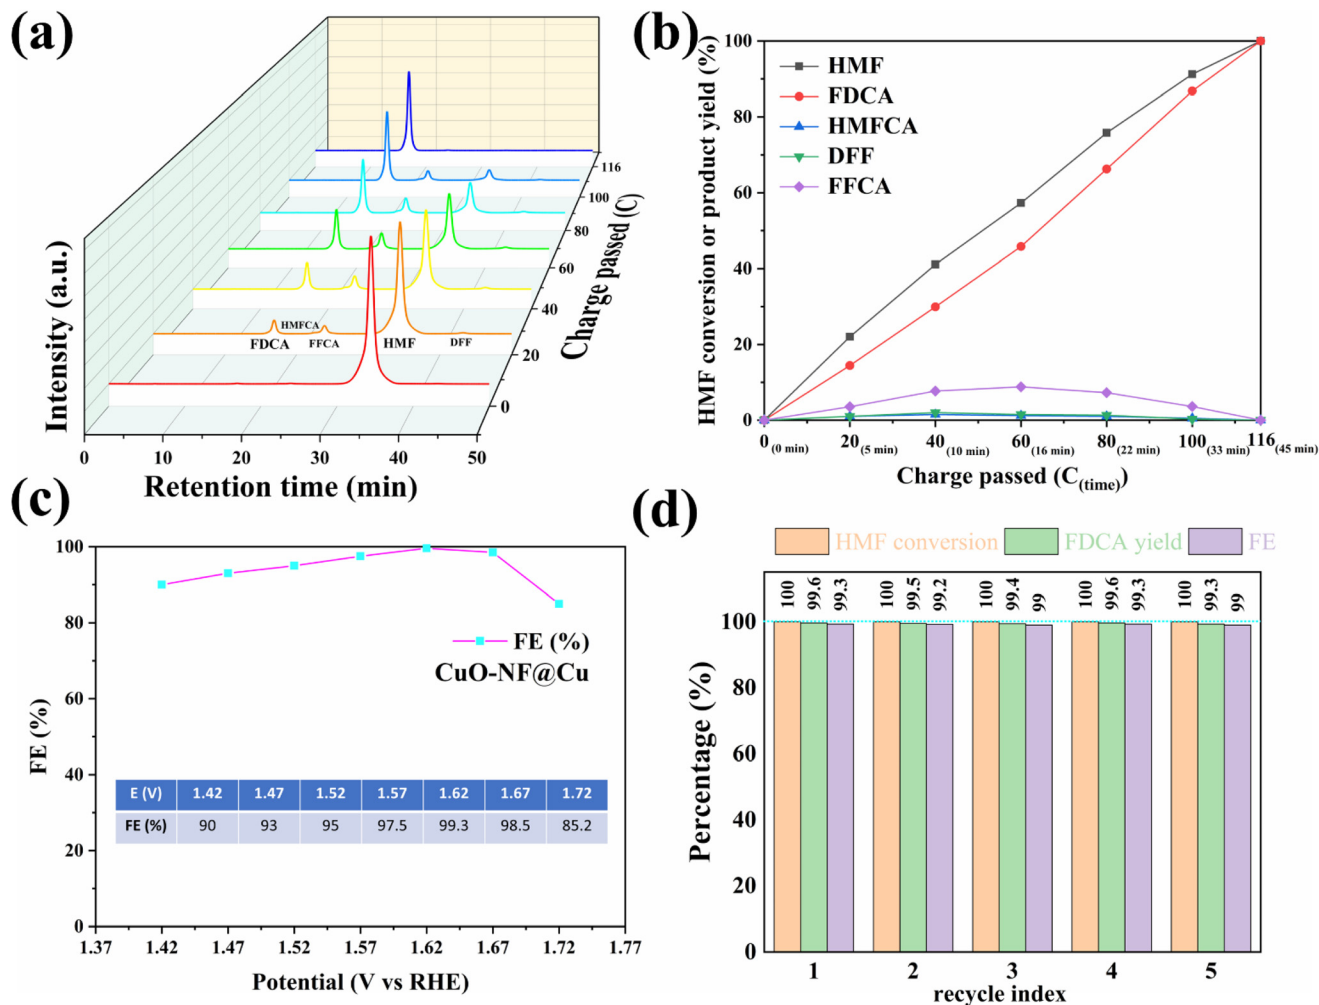 (a)
Intensity (a.u.)
FDCA
HMFCA
FFCA
HMF
DFF
0
10
20
30
40
50
Retention time (min)
0
20
40
60
80
100
116
Charge passed (C)
(b)
HMF conversion or product yield (%)
100
80
60
40
20
0
HMF
FDCA
HMFCA
DFF
FFCA
0 (0 min)
20 (5 min)
40 (10 min)
60 (16 min)
80 (22 min)
100 (33 min)
116 (45 min)
Charge passed (C(time))
(c)
FE (%)
100
80
60
40
20
0
FE (%)
CuO-NF@Cu
E (V) 1.42 1.47 1.52 1.57 1.62 1.67 1.72
FE (%) 90 93 95 97.5 99.3 98.5 85.2
1.37 1.42 1.47 1.52 1.57 1.62 1.67 1.72 1.77
Potential (V vs RHE)
(d)
HMF conversion FDCA yield FE
Percentage (%)
100
80
60
40
20
0
100 99.6 99.3
100 99.5 99.2
100 99.4 99
100 99.6 99.3
100 99.3 99
1 2 3 4 5
recycle index